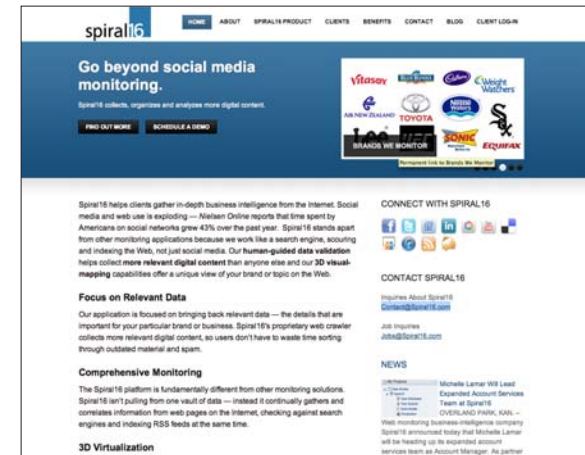 spiral16
HOME ABOUT SPIRAL16 PRODUCT CLIENTS BENEFITS CONTACT BLOG CLIENT LOG-IN
Go beyond social media
monitoring.
Spiral16 collects, organizes and analyzes more digital content.
FIND OUT MORE SCHEDULE A DEMO
Vitasoy
BLUE BUNNY
Cadbury
Weight
Watchers
AIR NEW ZEALAND
TOYOTA
Nestle
Waters
Sox
Lee
UFC
SONIC
EQUIFAX
BRANDS WE MONITOR
Permanent link to Brands We Monitor
Spiral16 helps clients gather in-depth business intelligence from the Internet. Social
media and web use is exploding — Nielsen Online reports that time spent by
Americans on social networks grew 43% over the past year. Spiral16 stands apart
from other monitoring applications because we work like a search engine, scouring
and indexing the Web, not just social media. Our human-guided data validation
helps collect more relevant digital content than anyone else and our 3D visual-
mapping capabilities offer a unique view of your brand or topic on the Web.
Focus on Relevant Data
Our application is focused on bringing back relevant data — the details that are
important for your particular brand or business. Spiral16's proprietary web crawler
collects more relevant digital content, so users don't have to waste time sorting
through outdated material and spam.
Comprehensive Monitoring
The Spiral16 platform is fundamentally different from other monitoring solutions.
Spiral16 isn't pulling from one vault of data — instead it continually gathers and
correlates information from web pages on the Internet, checking against search
engines and indexing RSS feeds at the same time.
3D Virtualization
CONNECT WITH SPIRAL16
CONTACT SPIRAL16
Inquiries About Spiral16
Contact@Spiral16.com
Job Inquiries
Jobs@Spiral16.com
NEWS
Michelle Lamar Will Lead
Expanded Account Services
Team at Spiral16
OVERLAND PARK, KAN. –
Web monitoring business-intelligence company
Spiral16 announced today that Michelle Lamar
will be heading up its expanded account
services team as Account Manager. As partner